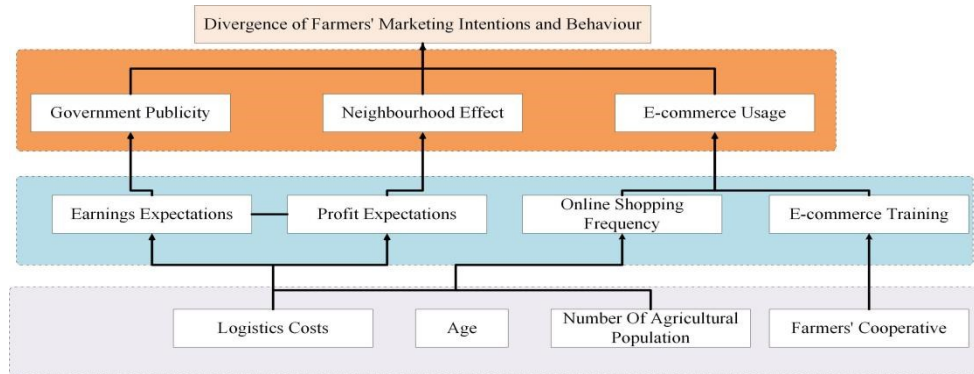 Divergence of Farmers' Marketing Intentions and Behaviour
Government Publicity
Neighbourhood Effect
E-commerce Usage
Earnings Expectations
Profit Expectations
Online Shopping
Frequency
E-commerce Training
Logistics Costs
Age
Number Of Agricultural
Population
Farmers' Cooperative